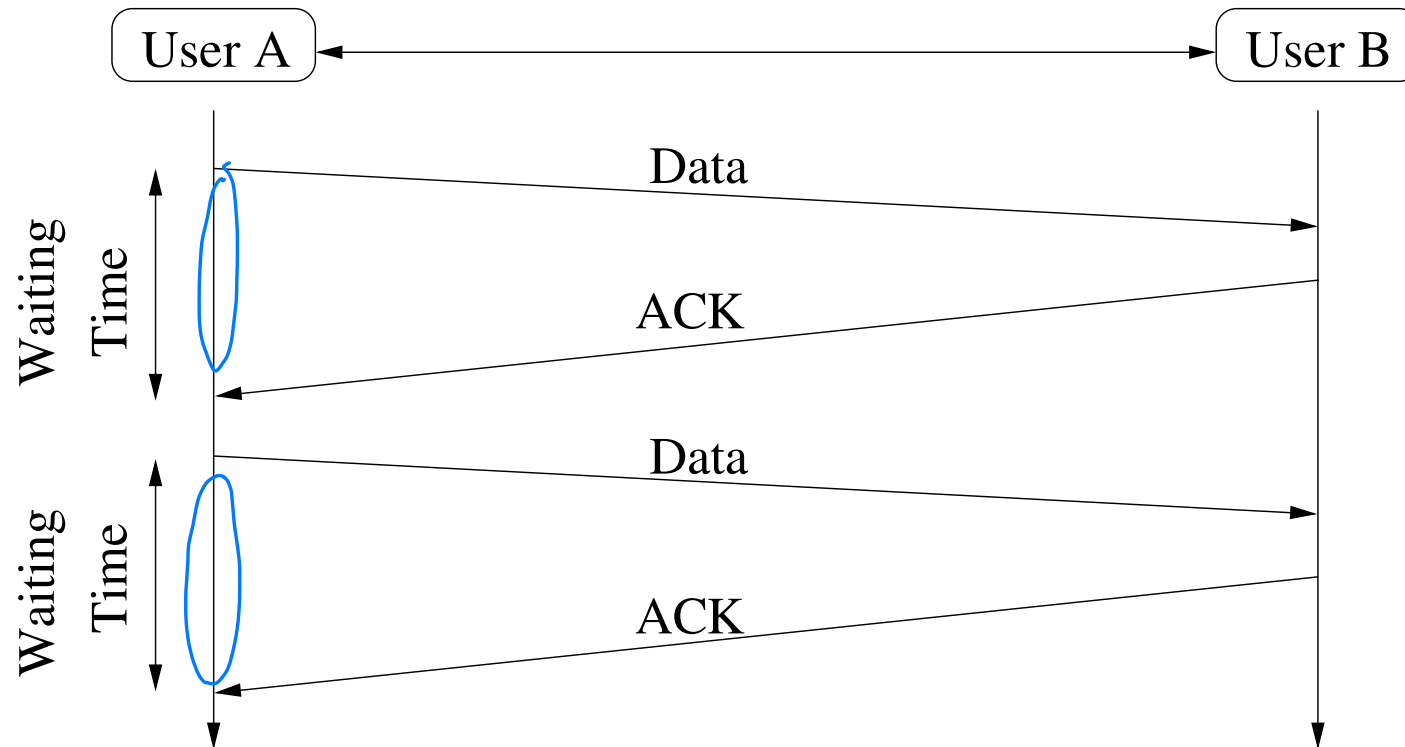 User A
User B
Data
Waiting
Time
ACK
Data
Waiting
Time
ACK